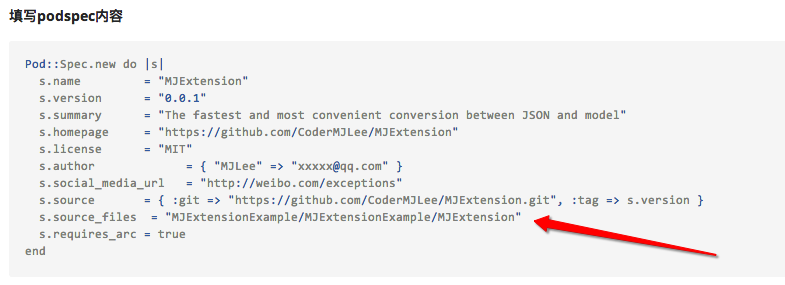 填写podspec内容
Pod::Spec.new do |s|
s.name = "MJExtension"
s.version = "0.0.1"
s.summary = "The fastest and most convenient conversion between JSON and model"
s.homepage = "https://github.com/CoderMJLee/MJExtension"
s.license = "MIT"
s.author = { "MJLee" => "xxxxx@qq.com" }
s.social_media_url = "http://weibo.com/exceptions"
s.source = { :git => "https://github.com/CoderMJLee/MJExtension.git", :tag => s.version }
s.source_files = "MJExtensionExample/MJExtensionExample/MJExtension"
s.requires_arc = true
end